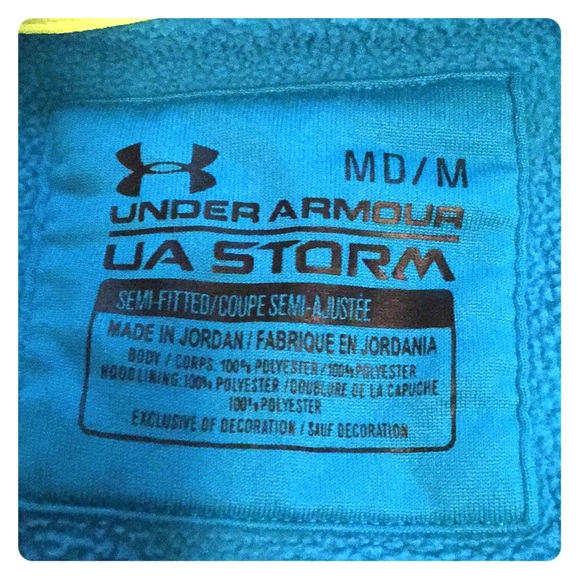 MD/M
UNDER ARMOUR
UA STORM
SEMI-FITTED/COUPE SEMI-AJUSTÉE
MADE IN JORDAN / FABRIQUE EN JORDANIA
BODY / CORPS: 100% POLYESTER / 100% POLYESTER
HOOD LINING: 100% POLYESTER / DOUBLURE DE LA CAPUCHE
100% POLYESTER
EXCLUSIVE OF DECORATION / SAUF DECORATION